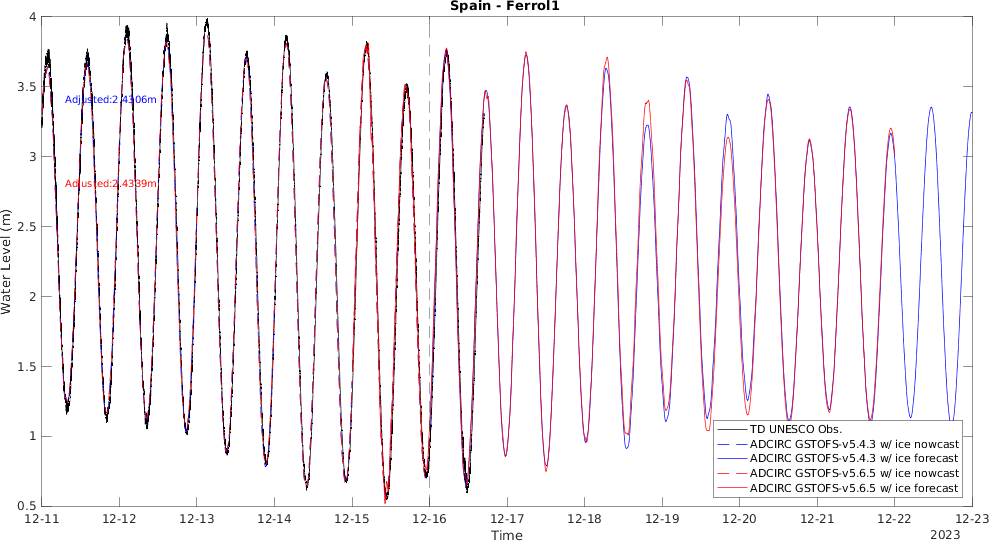 Spain - Ferrol1
4
3.5
3
2.5
2
1.5
1
0.5
Water Level (m)
Adjusted:2.4306m
Adjusted:2.4339m
TD UNESCO Obs.
ADCIRC GSTOFS-v5.4.3 w/ ice nowcast
ADCIRC GSTOFS-v5.4.3 w/ ice forecast
ADCIRC GSTOFS-v5.6.5 w/ ice nowcast
ADCIRC GSTOFS-v5.6.5 w/ ice forecast
12-11 12-12 12-13 12-14 12-15 12-16 12-17 12-18 12-19 12-20 12-21 12-22 12-23
Time
2023